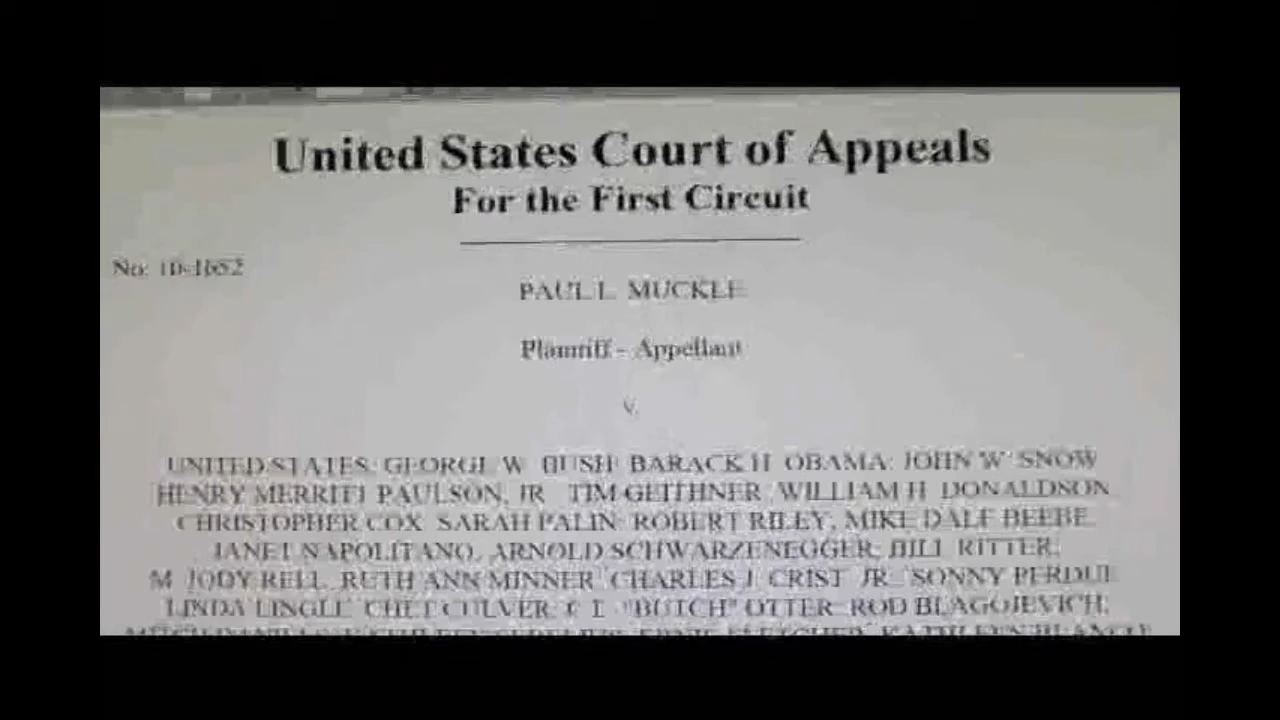 United States Court of Appeals
For the First Circuit
No. 10-1652
PAUL L. MUCKLE
Plaintiff - Appellant
v.
UNITED STATES; GEORGE W. BUSH; BARACK H. OBAMA; JOHN W. SNOW
HENRY MERRITT PAULSON, JR.; TIM GEITHNER; WILLIAM H. DONALDSON
CHRISTOPHER COX; SARAH PALIN; ROBERT RILEY; MIKE DALE BEEBE
JANET NAPOLITANO; ARNOLD SCHWARZENEGGER; BILL RITTER;
M. JODY RELL; RUTH ANN MINNER; CHARLES J. CRIST, JR.; SONNY PERDUE
LINDA LINGLE; CHET CULVER; C.L. "BUTCH" OTTER; ROD BLAGOJEVICH;
FLETCHER; KATHLEEN